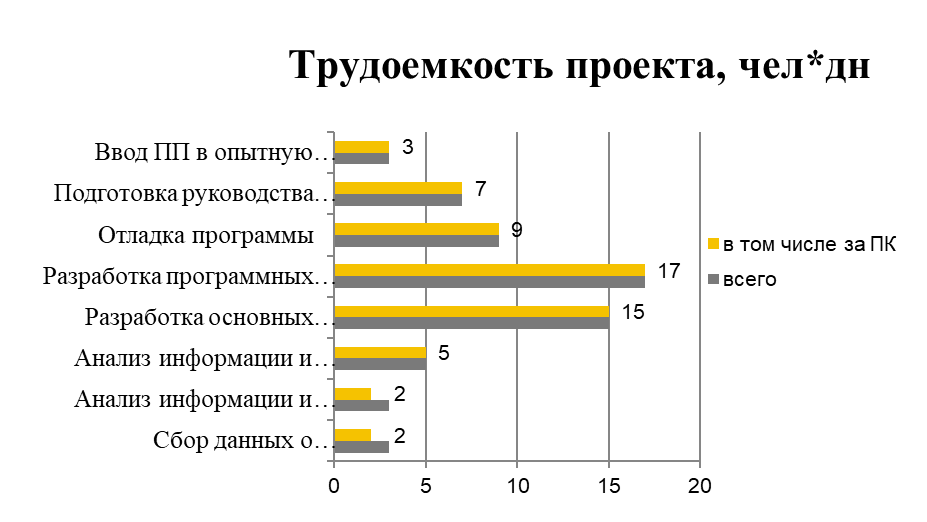 Трудоемкость проекта, чел*дн
Ввод ПП в опытную… 3
Подготовка руководства… 7
Отладка программы 9
Разработка программных… 17
Разработка основных… 15
Анализ информации и… 5
Анализ информации и… 2
Сбор данных о… 2
0 5 10 15 20
в том числе за ПК
всего